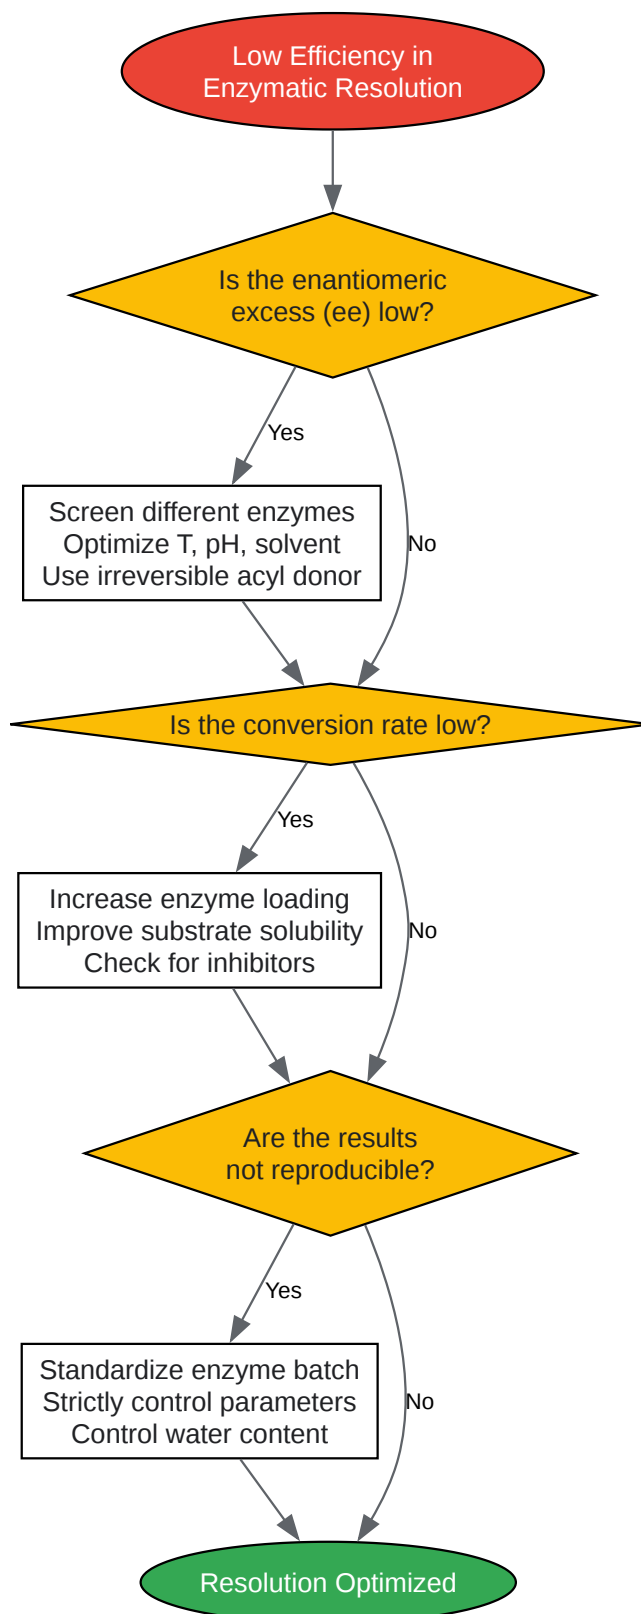 Low Efficiency in
Enzymatic Resolution
Is the enantiomeric
excess (ee) low?
Yes
Screen different enzymes
Optimize T, pH, solvent
Use irreversible acyl donor
No
Is the conversion rate low?
Yes
Increase enzyme loading
Improve substrate solubility
Check for inhibitors
No
Are the results
not reproducible?
Yes
Standardize enzyme batch
Strictly control parameters
Control water content
No
Resolution Optimized